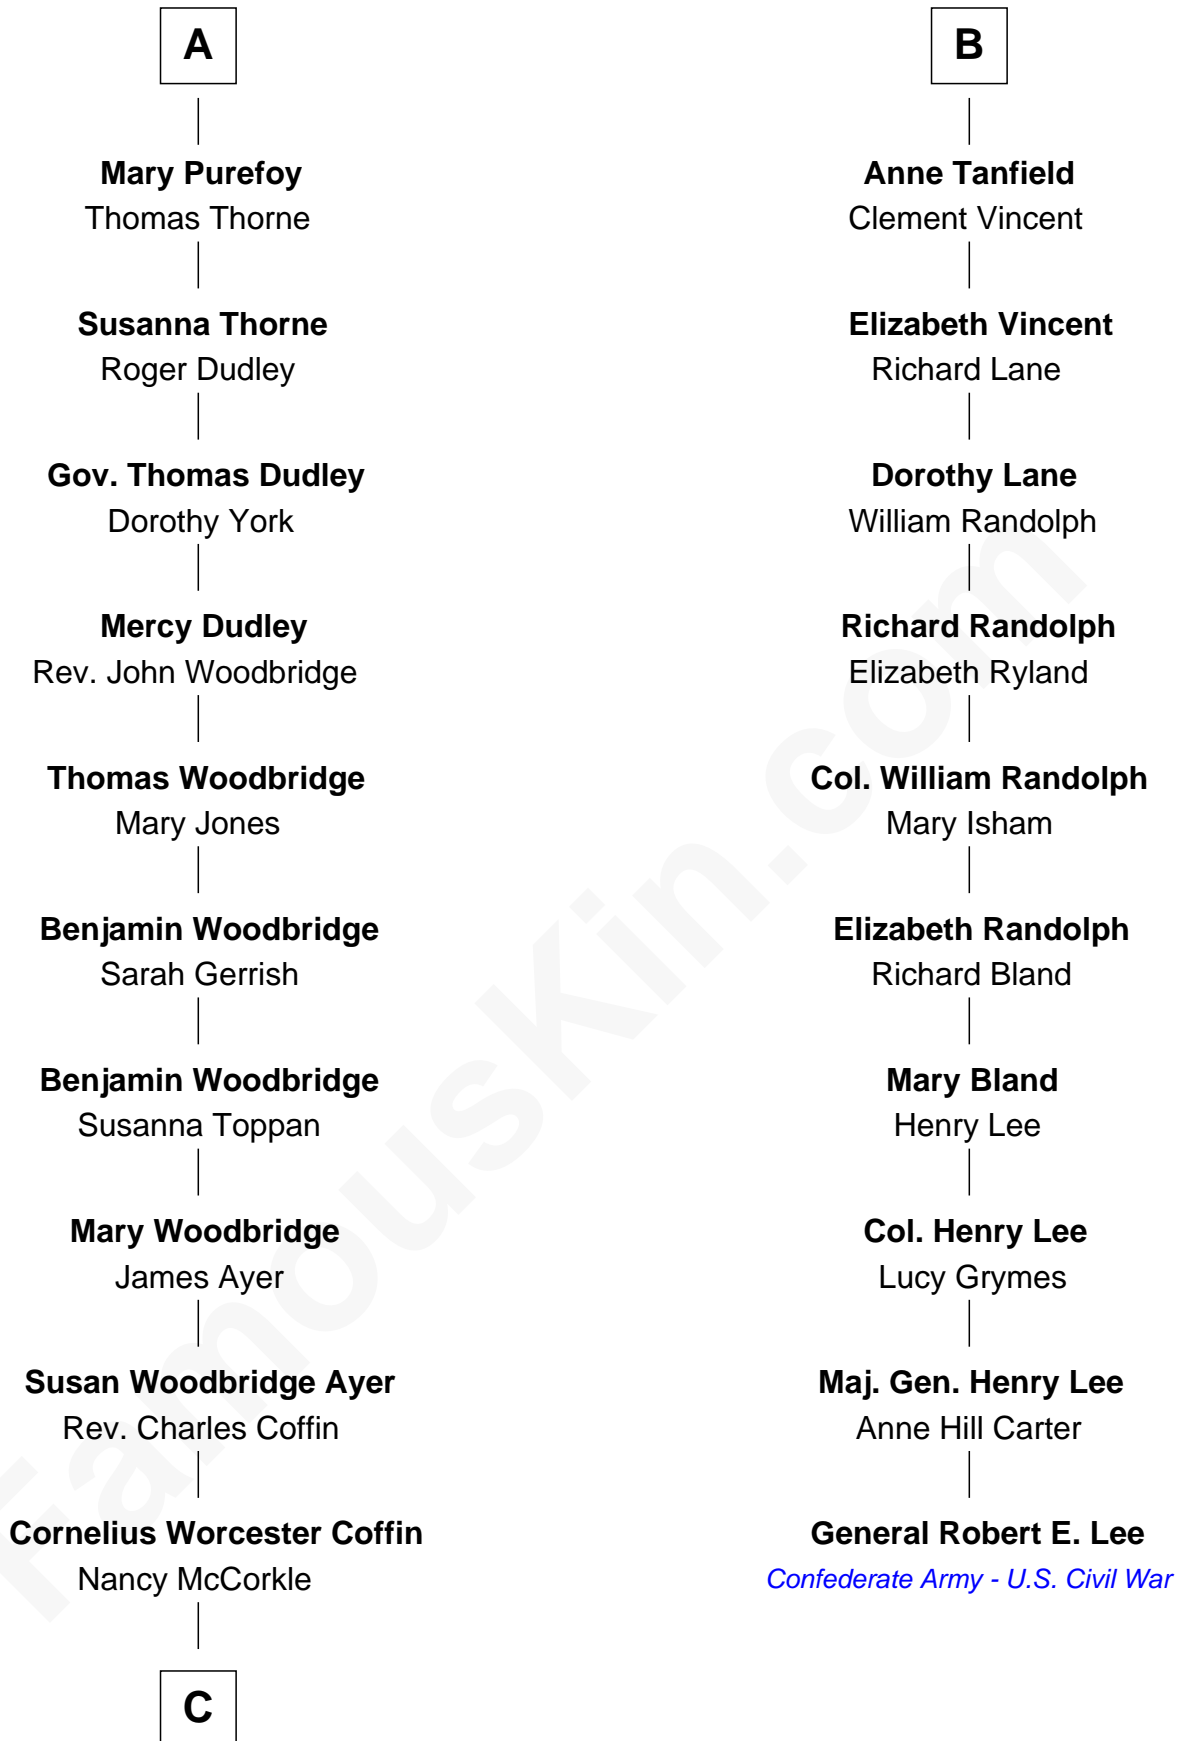 A
Mary Purefoy
Thomas Thorne
Susanna Thorne
Roger Dudley
Gov. Thomas Dudley
Dorothy York
Mercy Dudley
Rev. John Woodbridge
Thomas Woodbridge
Mary Jones
Benjamin Woodbridge
Sarah Gerrish
Benjamin Woodbridge
Susanna Toppan
Mary Woodbridge
James Ayer
Susan Woodbridge Ayer
Rev. Charles Coffin
Cornelius Worcester Coffin
Nancy McCorkle
C
B
Anne Tanfield
Clement Vincent
Elizabeth Vincent
Richard Lane
Dorothy Lane
William Randolph
Richard Randolph
Elizabeth Ryland
Col. William Randolph
Mary Isham
Elizabeth Randolph
Richard Bland
Mary Bland
Henry Lee
Col. Henry Lee
Lucy Grymes
Maj. Gen. Henry Lee
Anne Hill Carter
General Robert E. Lee
Confederate Army - U.S. Civil War
FamousKin.com